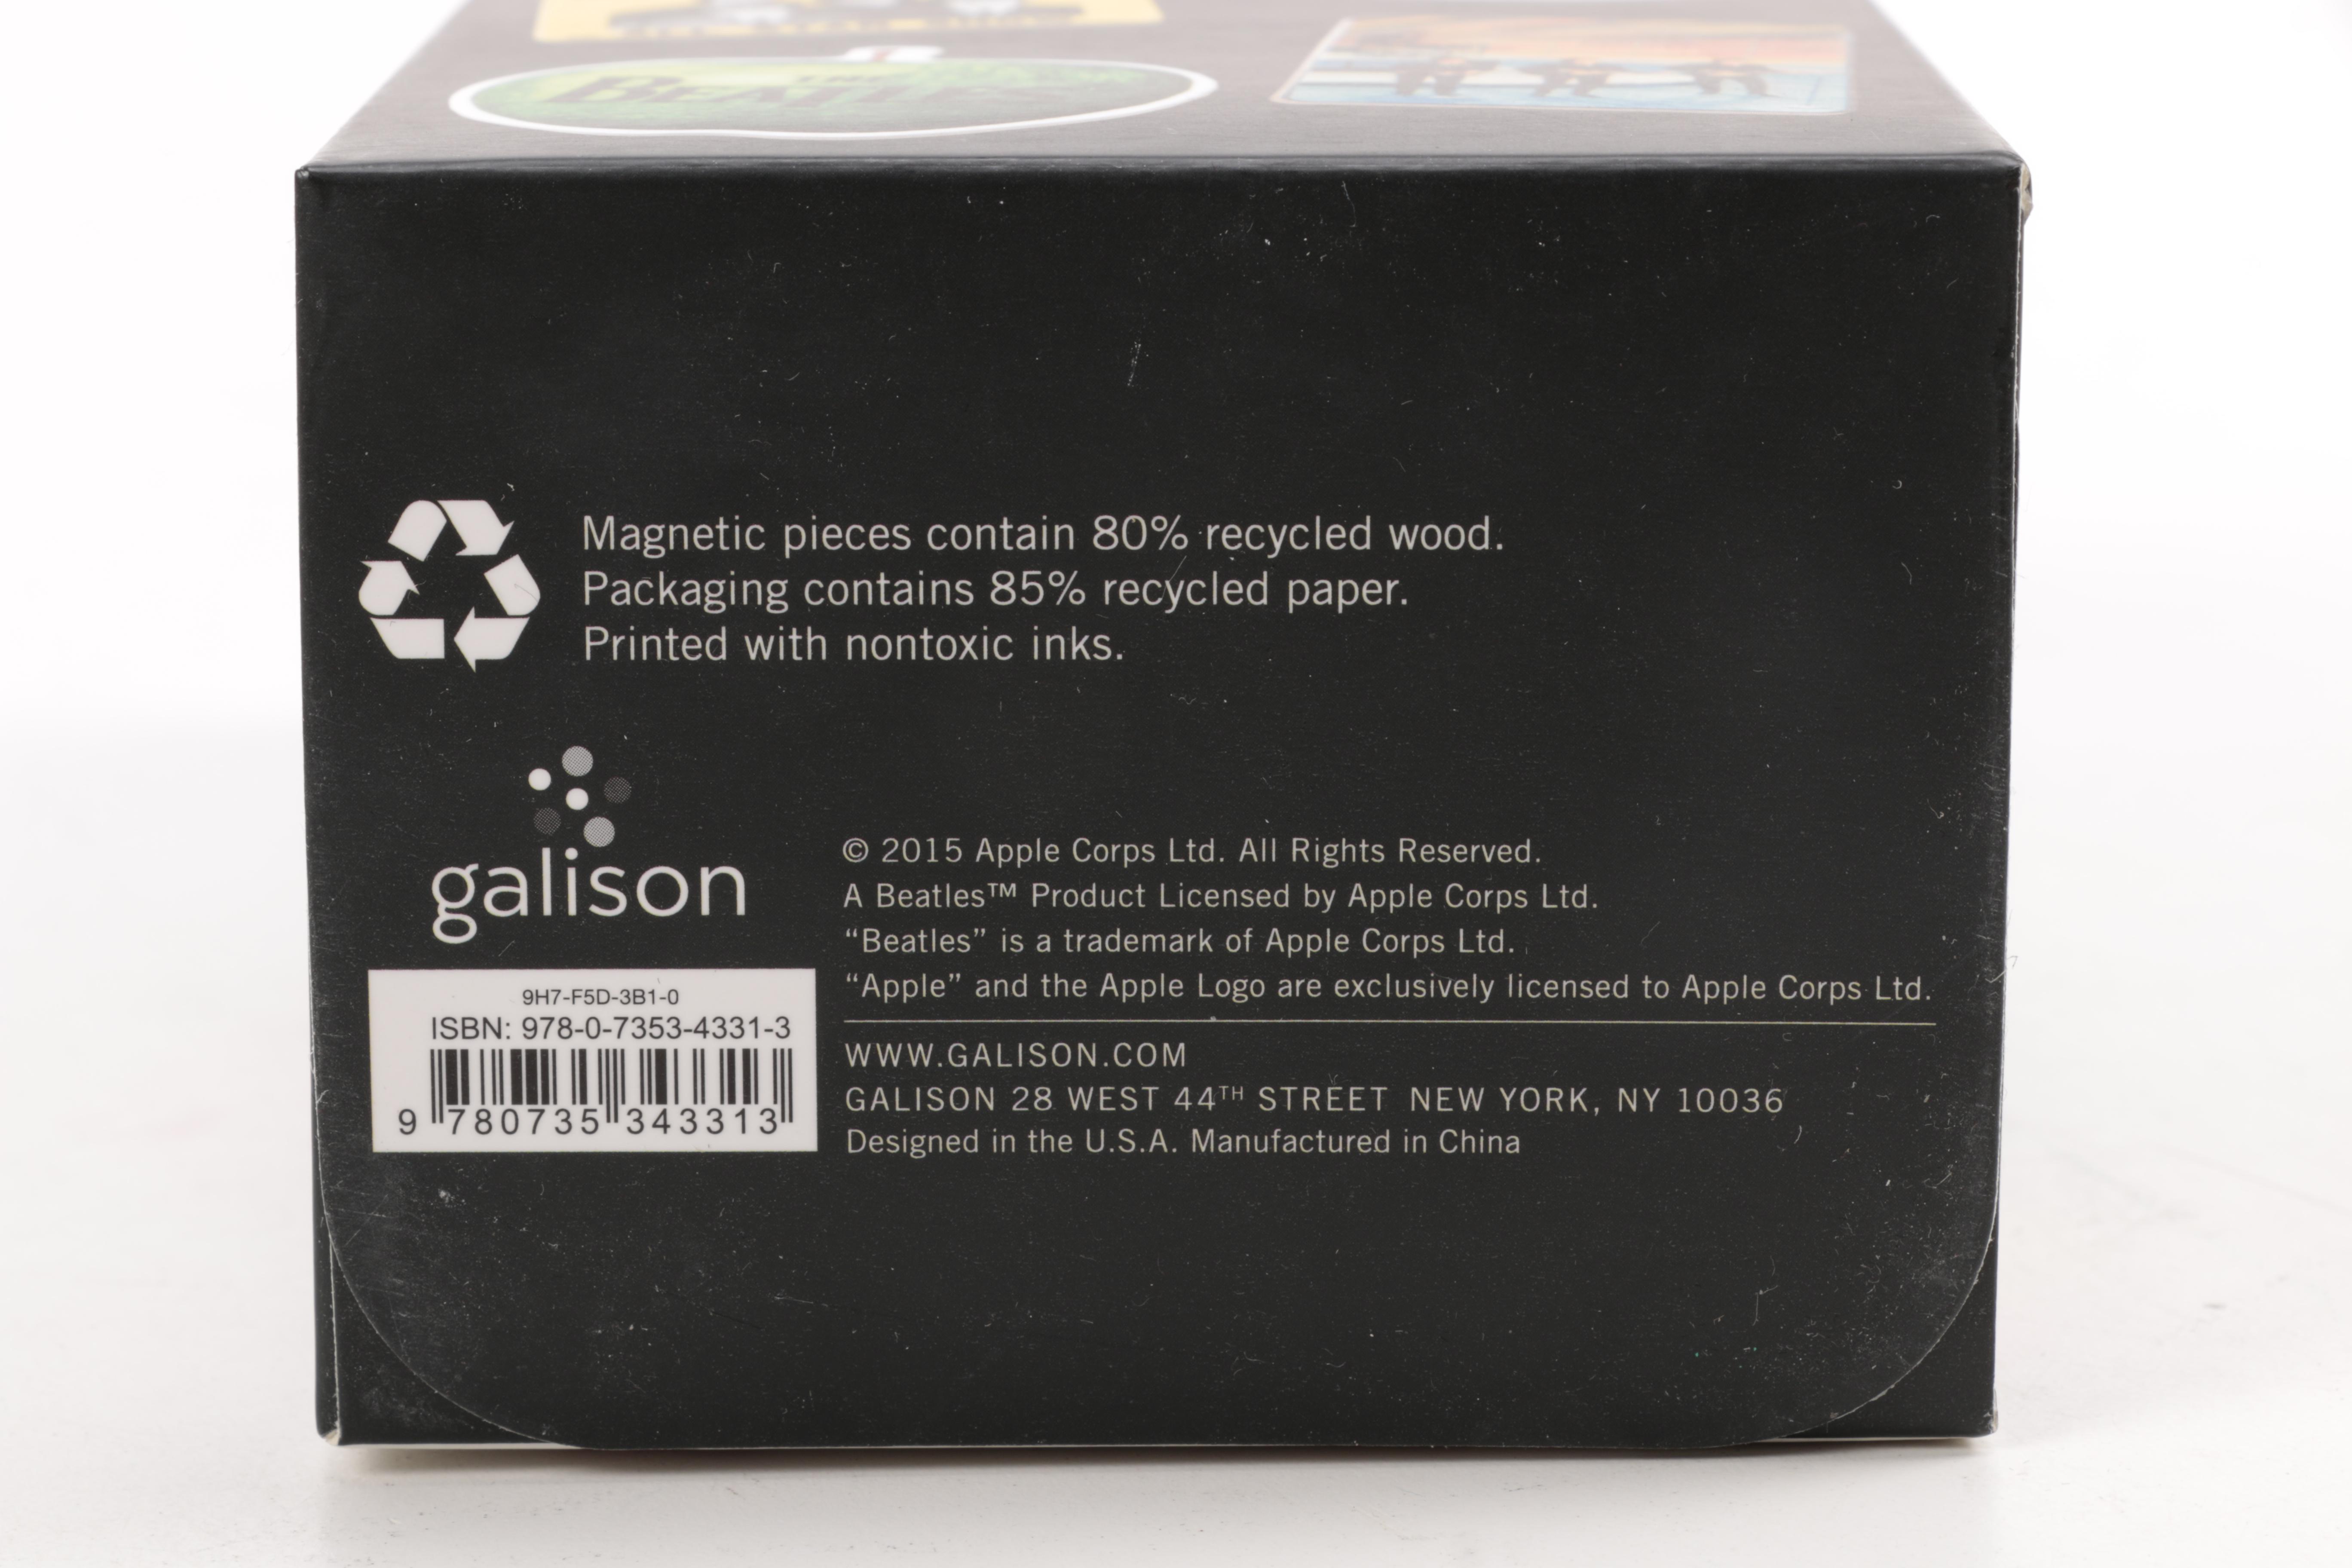 THE
BEATLES
Magnetic pieces contain 80% recycled wood.
Packaging contains 85% recycled paper.
Printed with nontoxic inks.
galison
© 2015 Apple Corps Ltd. All Rights Reserved.
A Beatles™ Product Licensed by Apple Corps Ltd.
“Beatles” is a trademark of Apple Corps Ltd.
“Apple” and the Apple Logo are exclusively licensed to Apple Corps Ltd.
9H7-F5D-3B1-0
ISBN: 978-0-7353-4331-3
9 780735 343313
WWW.GALISON.COM
GALISON 28 WEST 44TH STREET NEW YORK, NY 10036
Designed in the U.S.A. Manufactured in China